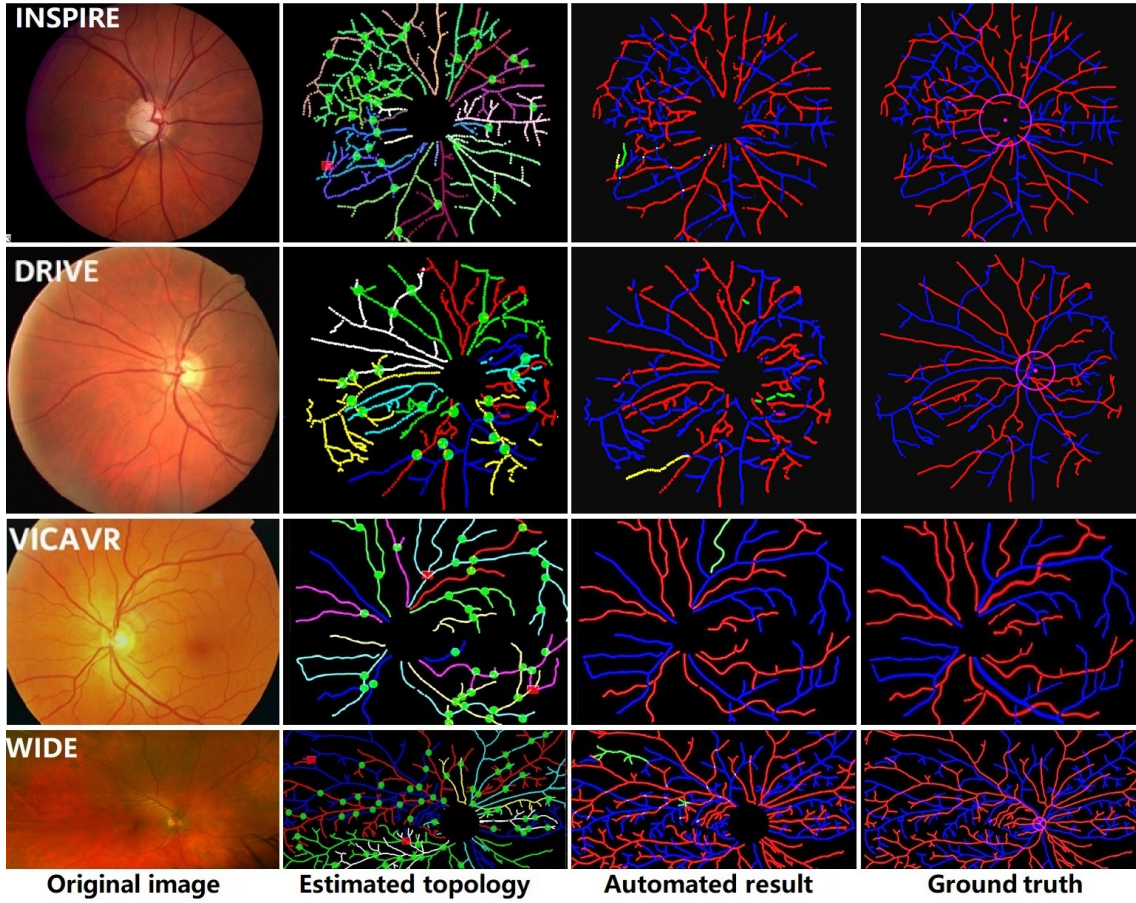 INSPIRE
DRIVE
VICAVR
WIDE
Original image
Estimated topology
Automated result
Ground truth